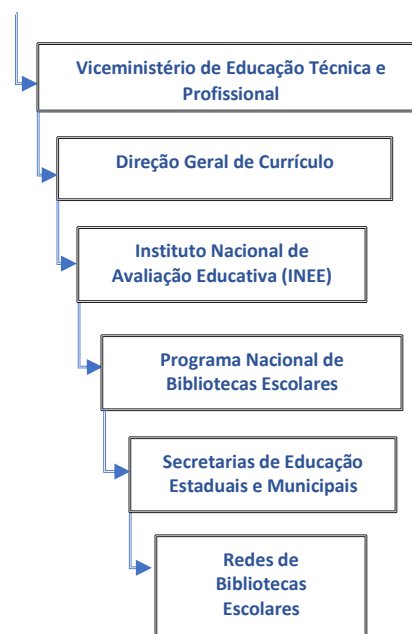 Viceministério de Educação Técnica e
Profissional
Direção Geral de Currículo
Instituto Nacional de
Avaliação Educativa (INEE)
Programa Nacional de
Bibliotecas Escolares
Secretarias de Educação
Estaduais e Municipais
Redes de
Bibliotecas
Escolares